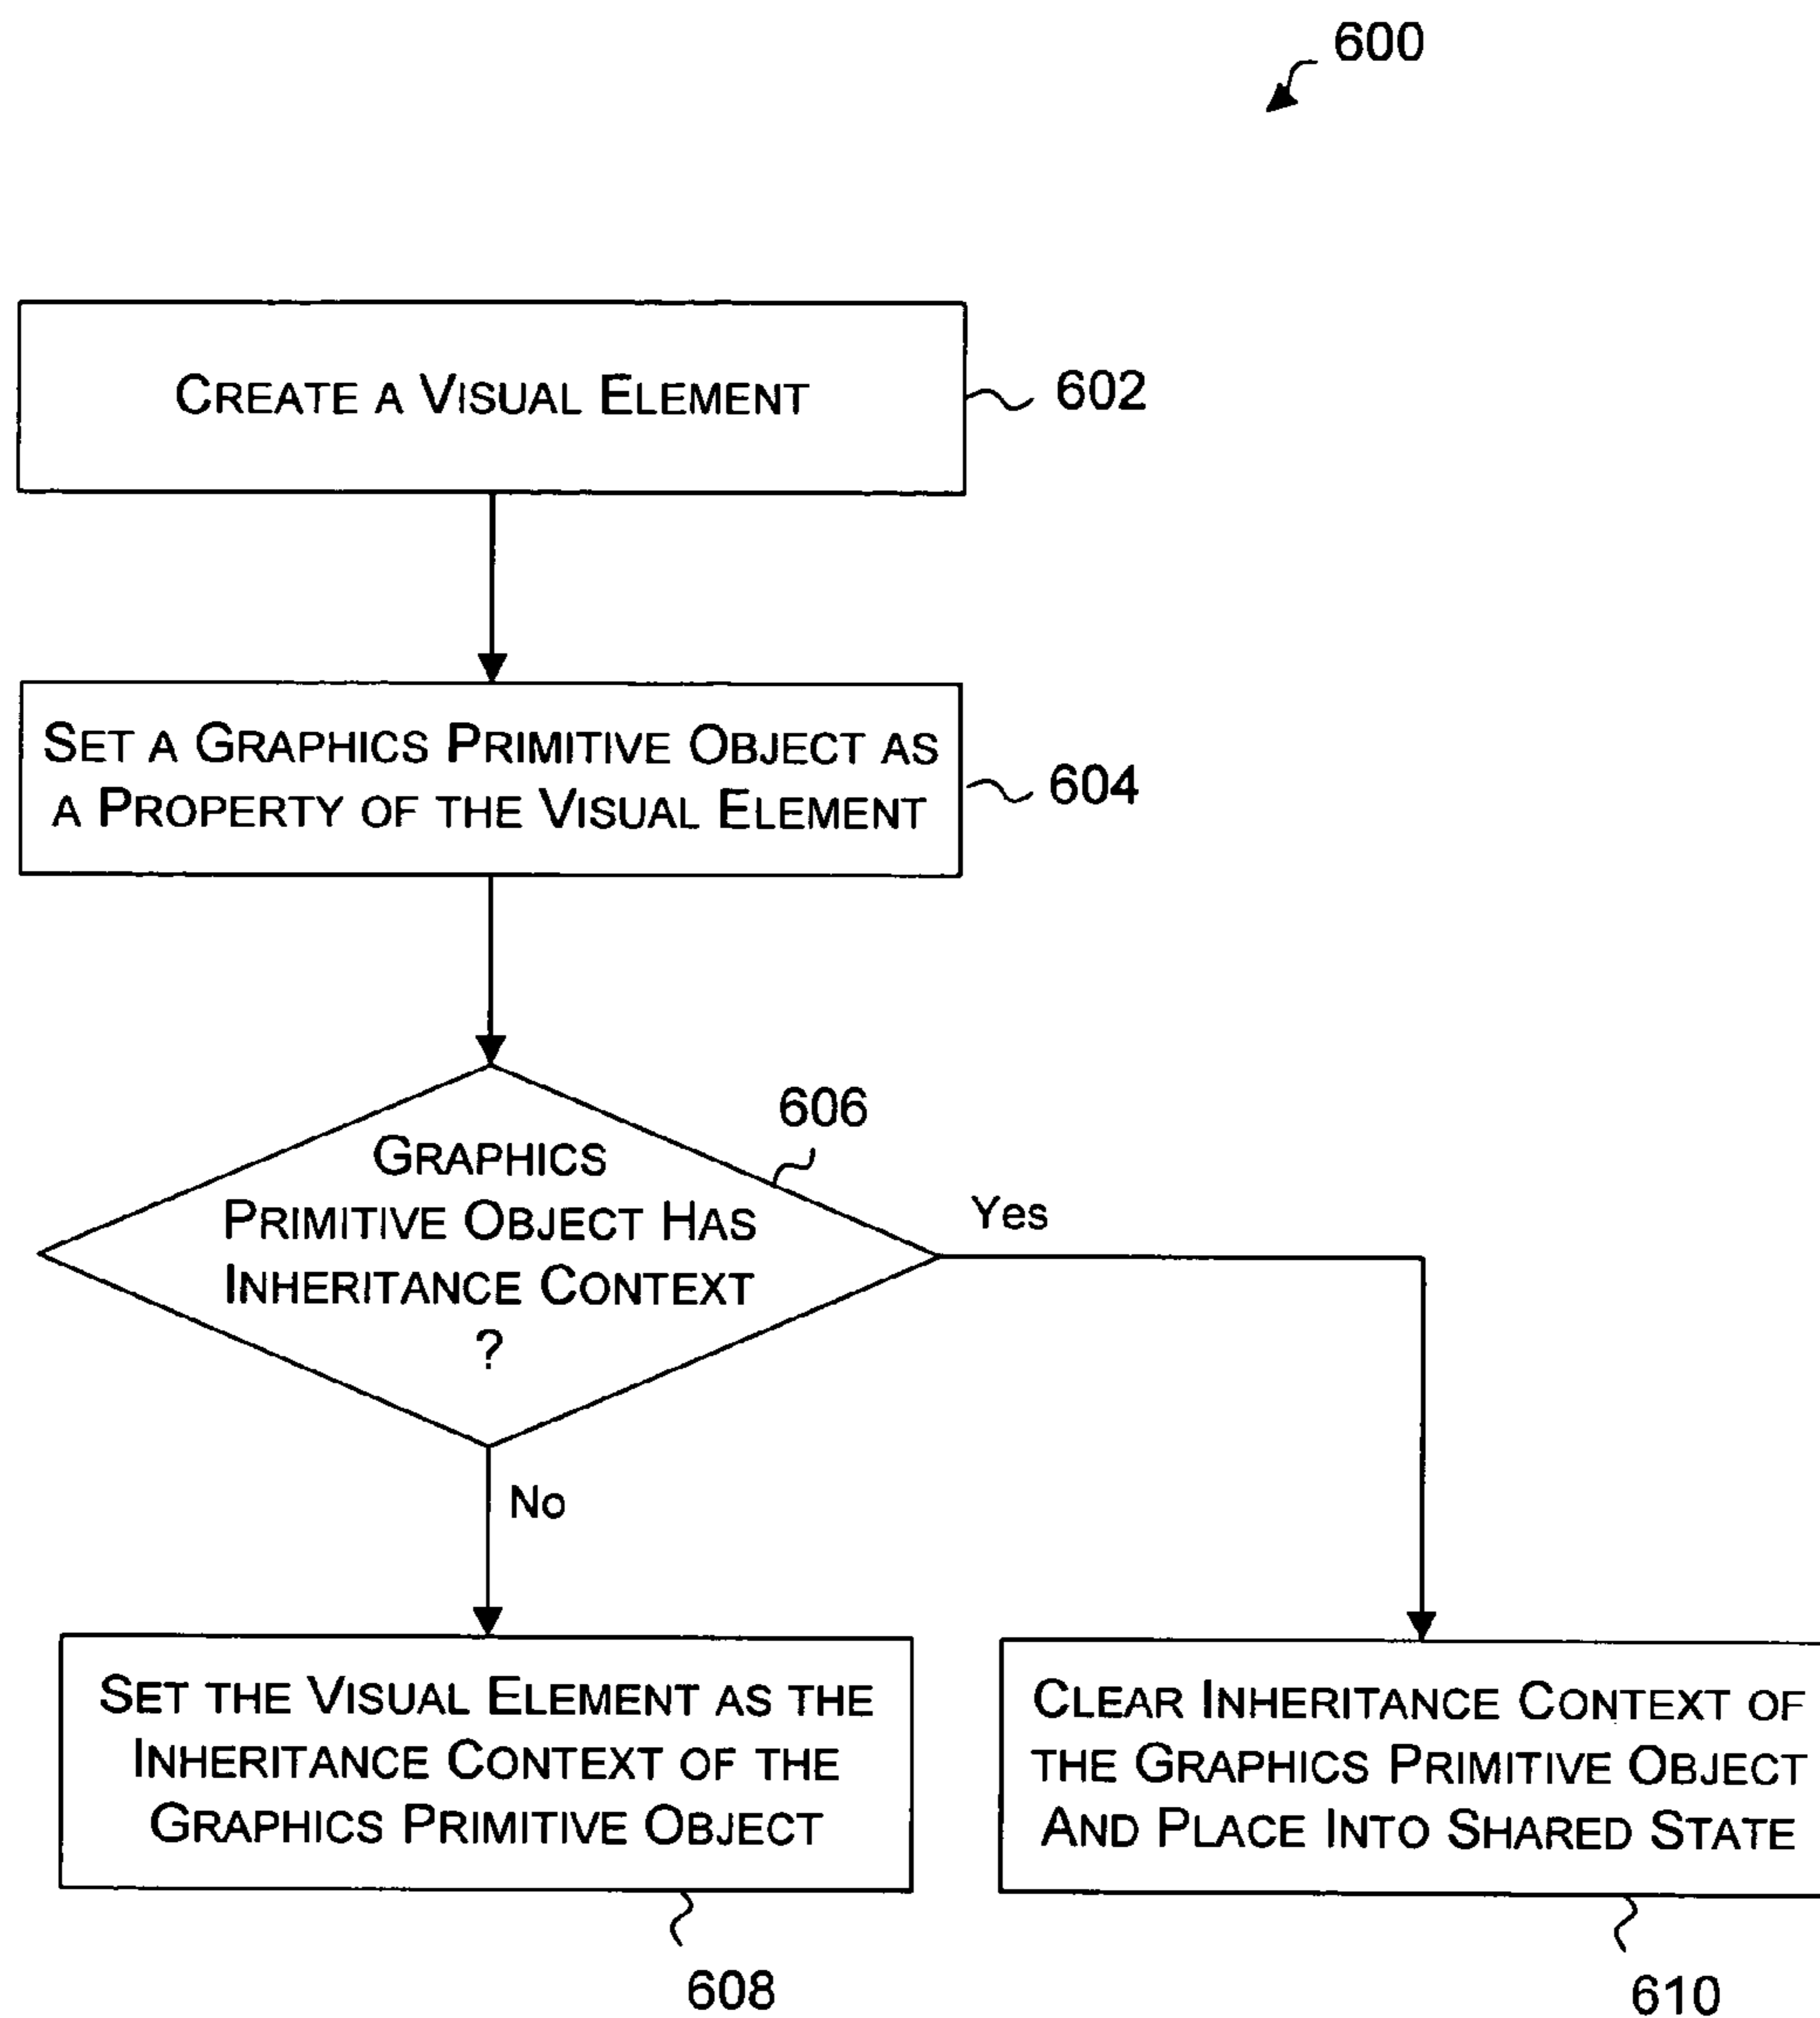 600
CREATE A VISUAL ELEMENT
602
SET A GRAPHICS PRIMITIVE OBJECT AS
A PROPERTY OF THE VISUAL ELEMENT
604
606
GRAPHICS
PRIMITIVE OBJECT HAS
INHERITANCE CONTEXT
?
Yes
No
SET THE VISUAL ELEMENT AS THE
INHERITANCE CONTEXT OF THE
GRAPHICS PRIMITIVE OBJECT
608
CLEAR INHERITANCE CONTEXT OF
THE GRAPHICS PRIMITIVE OBJECT
AND PLACE INTO SHARED STATE
610